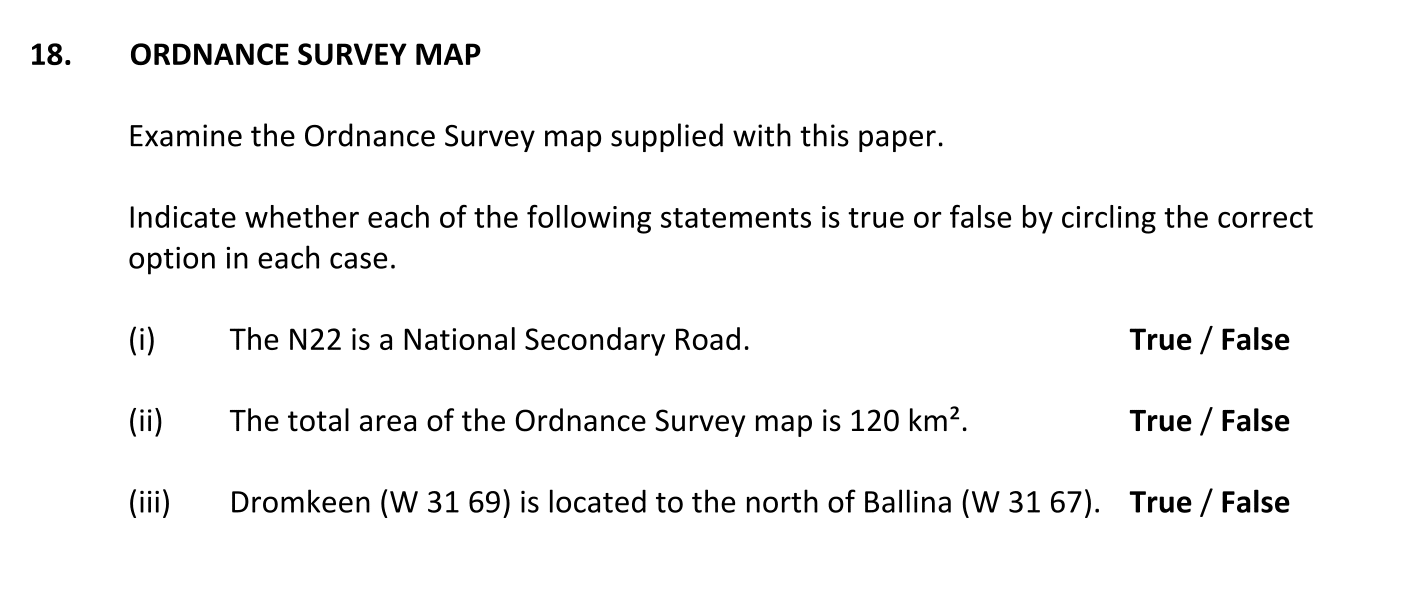 18. ORDNANCE SURVEY MAP
Examine the Ordnance Survey map supplied with this paper.
Indicate whether each of the following statements is true or false by circling the correct
option in each case.
(i) The N22 is a National Secondary Road. True / False
(ii) The total area of the Ordnance Survey map is 120 km². True / False
(iii) Dromkeen (W 31 69) is located to the north of Ballina (W 31 67). True / False